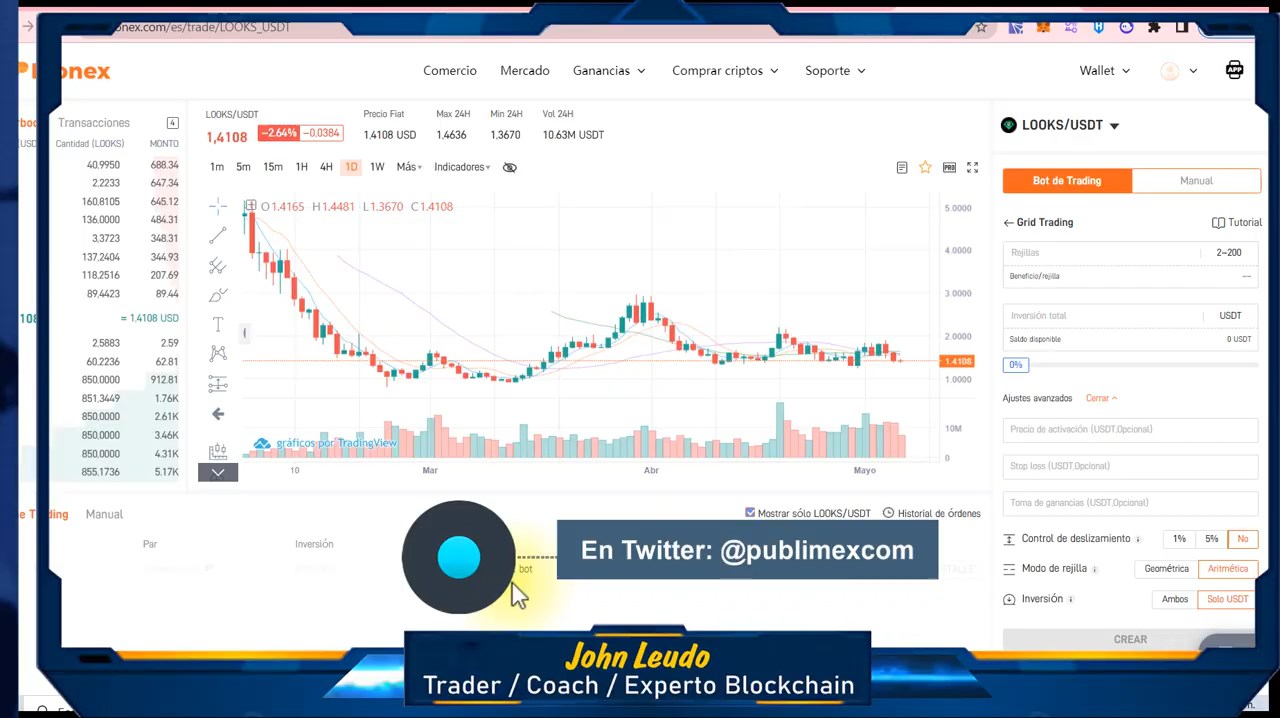 onex.com/es/trade/LOOKS_USDT
onex
Comercio
Mercado
Ganancias
Comprar criptos
Soporte
Wallet
APP
Transacciones
4
Cantidad (LOOKS)
MONTO
40.9950 688.34
2.2233 647.34
160.8105 645.12
136.0000 484.31
3,3723 348.31
137.2404 344.93
118.2516 207.69
89,4423 89.44
= 1.4108 USD
2.5883 2.59
60.2236 62.81
850.0000 912.81
851,3449 1.76K
850.0000 2.61K
850.0000 3.46K
850.0000 4.31K
855.1736 5.17K
LOOKS/USDT
1,4108
−2.64% −0.0384
Precio Fiat
1.4108 USD
Max 24H
1.4636
Min 24H
1.3670
Vol 24H
10.63M USDT
1m 5m 15m 1H 4H 1D 1W Más Indicadores
PRO
O1.4165 H1.4481 L1.3670 C1.4108
5.0000
4.0000
3.0000
2.0000
1.4108
1.0000
10M
0
gráficos por TradingView
10 Mar Abr Mayo
LOOKS/USDT
Bot de Trading
Manual
Grid Trading
Tutorial
Rejillas 2~200
Beneficio/rejilla --
Inversión total USDT
Saldo disponible 0 USDT
0%
Ajustes avanzados Cerrar
Precio de activación (USDT.Opcional)
Stop loss (USDT.Opcional)
Toma de ganancias (USDT.Opcional)
Control de deslizamiento 1% 5% No
Modo de rejilla Geométrica Aritmética
Inversión Ambos Solo USDT
CREAR
Trading
Manual
Mostrar sólo LOOKS/USDT
Historial de órdenes
Par
Inversión
bot
En Twitter: @publimexcom
John Leudo
Trader / Coach / Experto Blockchain